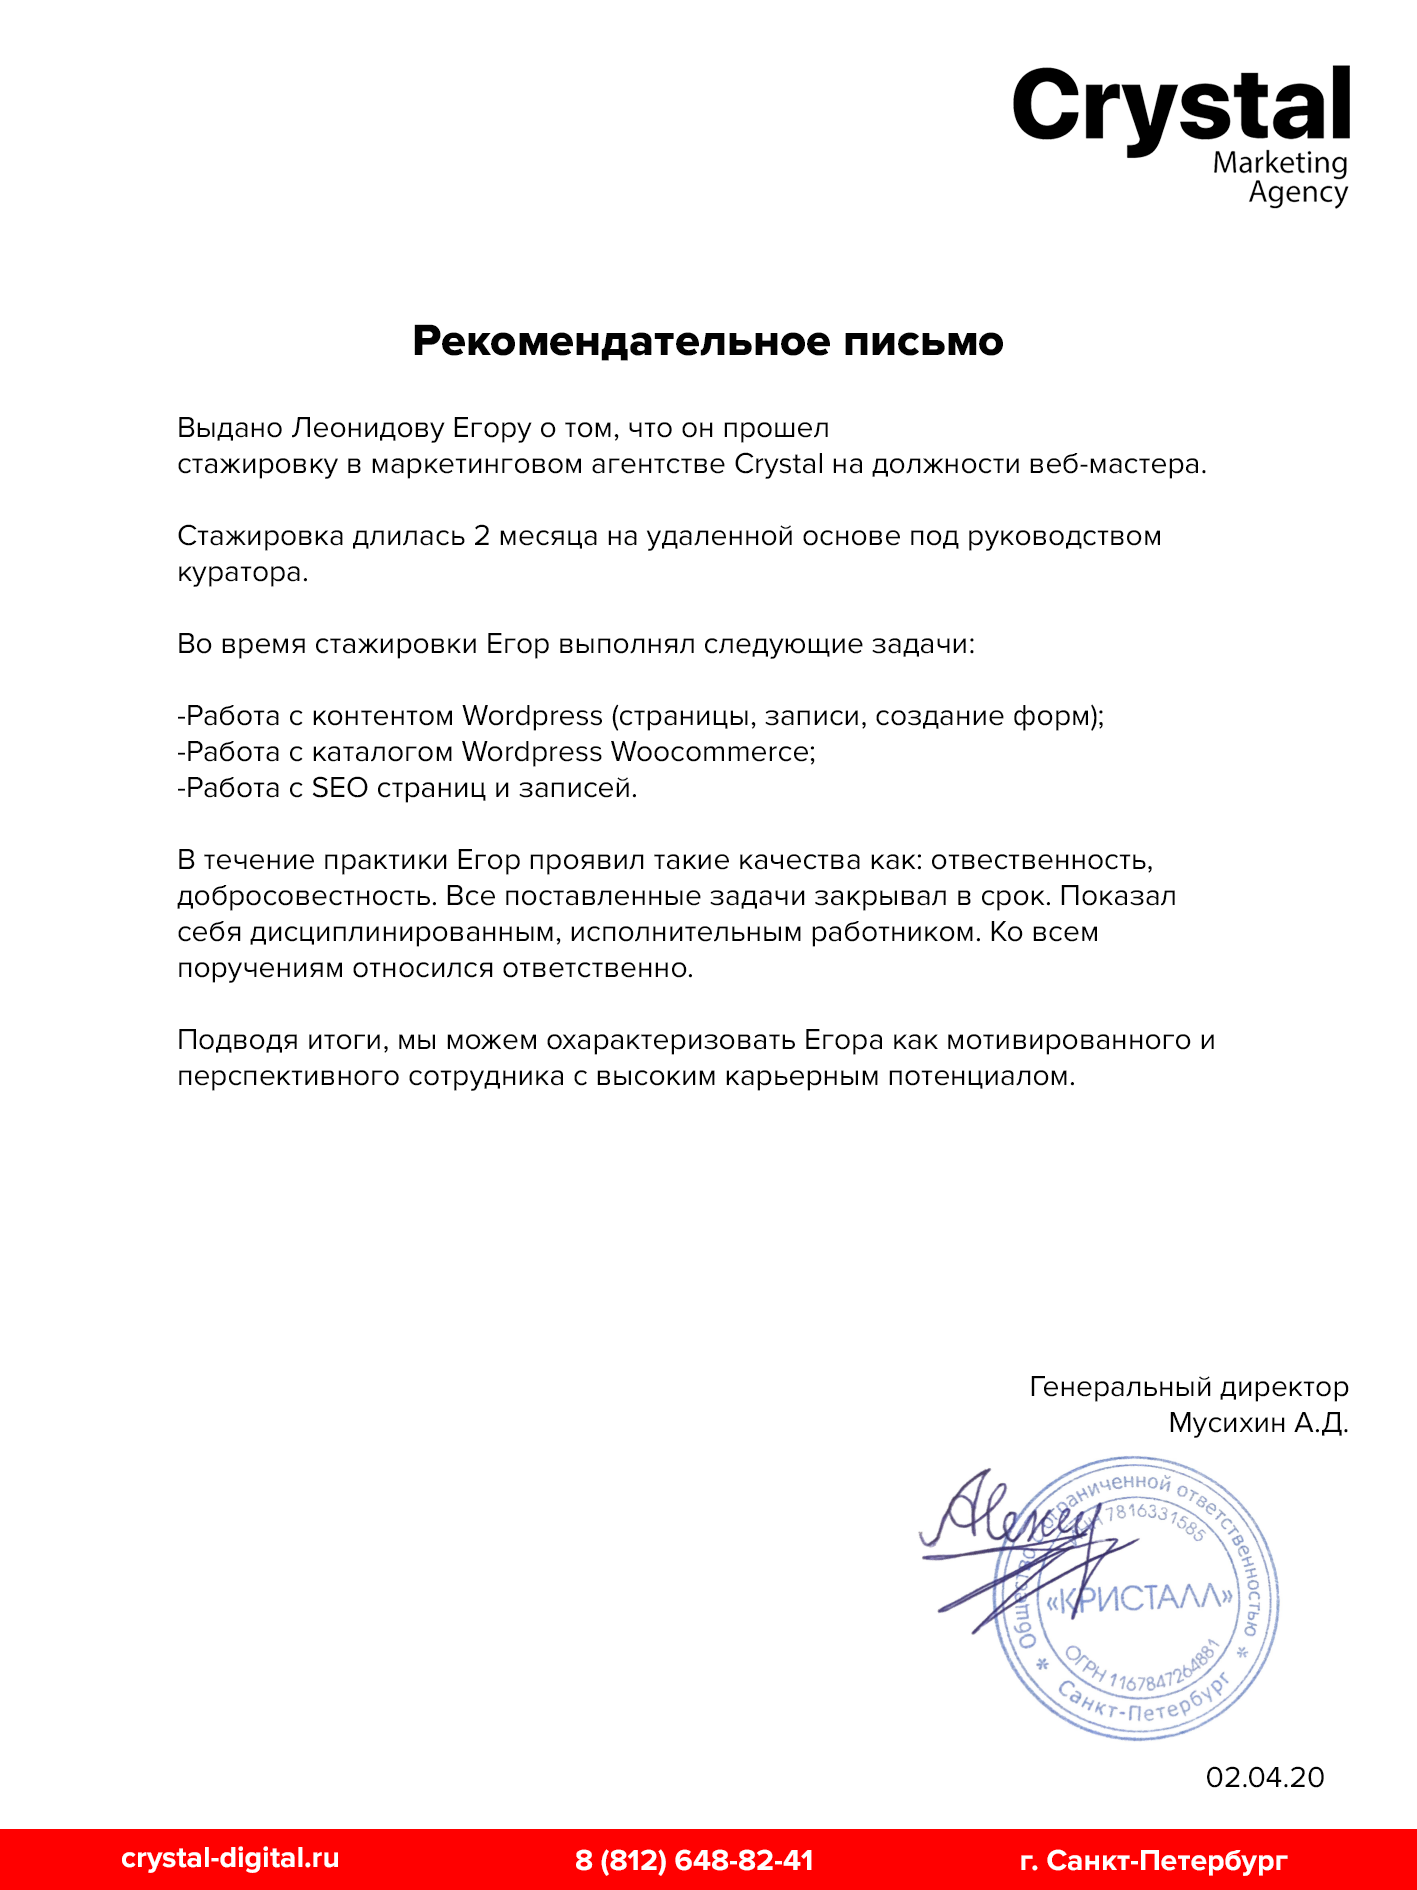 Crystal
Marketing
Agency
Рекомендательное письмо
Выдано Леонидову Егору о том, что он прошел
стажировку в маркетинговом агентстве Crystal на должности веб-мастера.
Стажировка длилась 2 месяца на удаленной основе под руководством
куратора.
Во время стажировки Егор выполнял следующие задачи:
-Работа с контентом Wordpress (страницы, записи, создание форм);
-Работа с каталогом Wordpress Woocommerce;
-Работа с SEO страниц и записей.
В течение практики Егор проявил такие качества как: отвественность,
добросовестность. Все поставленные задачи закрывал в срок. Показал
себя дисциплинированным, исполнительным работником. Ко всем
поручениям относился ответственно.
Подводя итоги, мы можем охарактеризовать Егора как мотивированного и
перспективного сотрудника с высоким карьерным потенциалом.
Генеральный директор
Мусихин А.Д.
Общество с ограниченной ответственностью
ИНН 7816331585
«КРИСТАЛЛ»
ОГРН 1167847264881
* Санкт-Петербург *
02.04.20
crystal-digital.ru
8 (812) 648-82-41
г. Санкт-Петербург